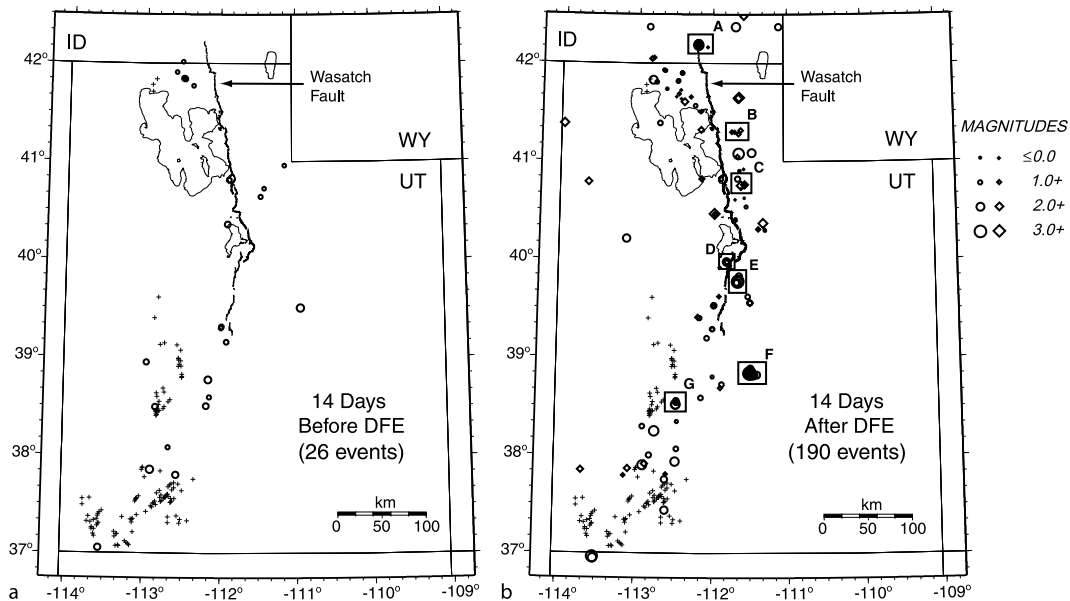 ID
42°
Wasatch
Fault
WY
41°
UT
40°
39°
14 Days
Before DFE
(26 events)
38°
km
0 50 100
37°
-114° -113° -112° -111° -110° -109°
a
ID
A
42°
Wasatch
Fault
B
WY
41°
C
UT
40°
D
E
39°
F
G
14 Days
After DFE
(190 events)
38°
km
0 50 100
37°
-114° -113° -112° -111° -110° -109°
b
MAGNITUDES
≤0.0
1.0+
2.0+
3.0+